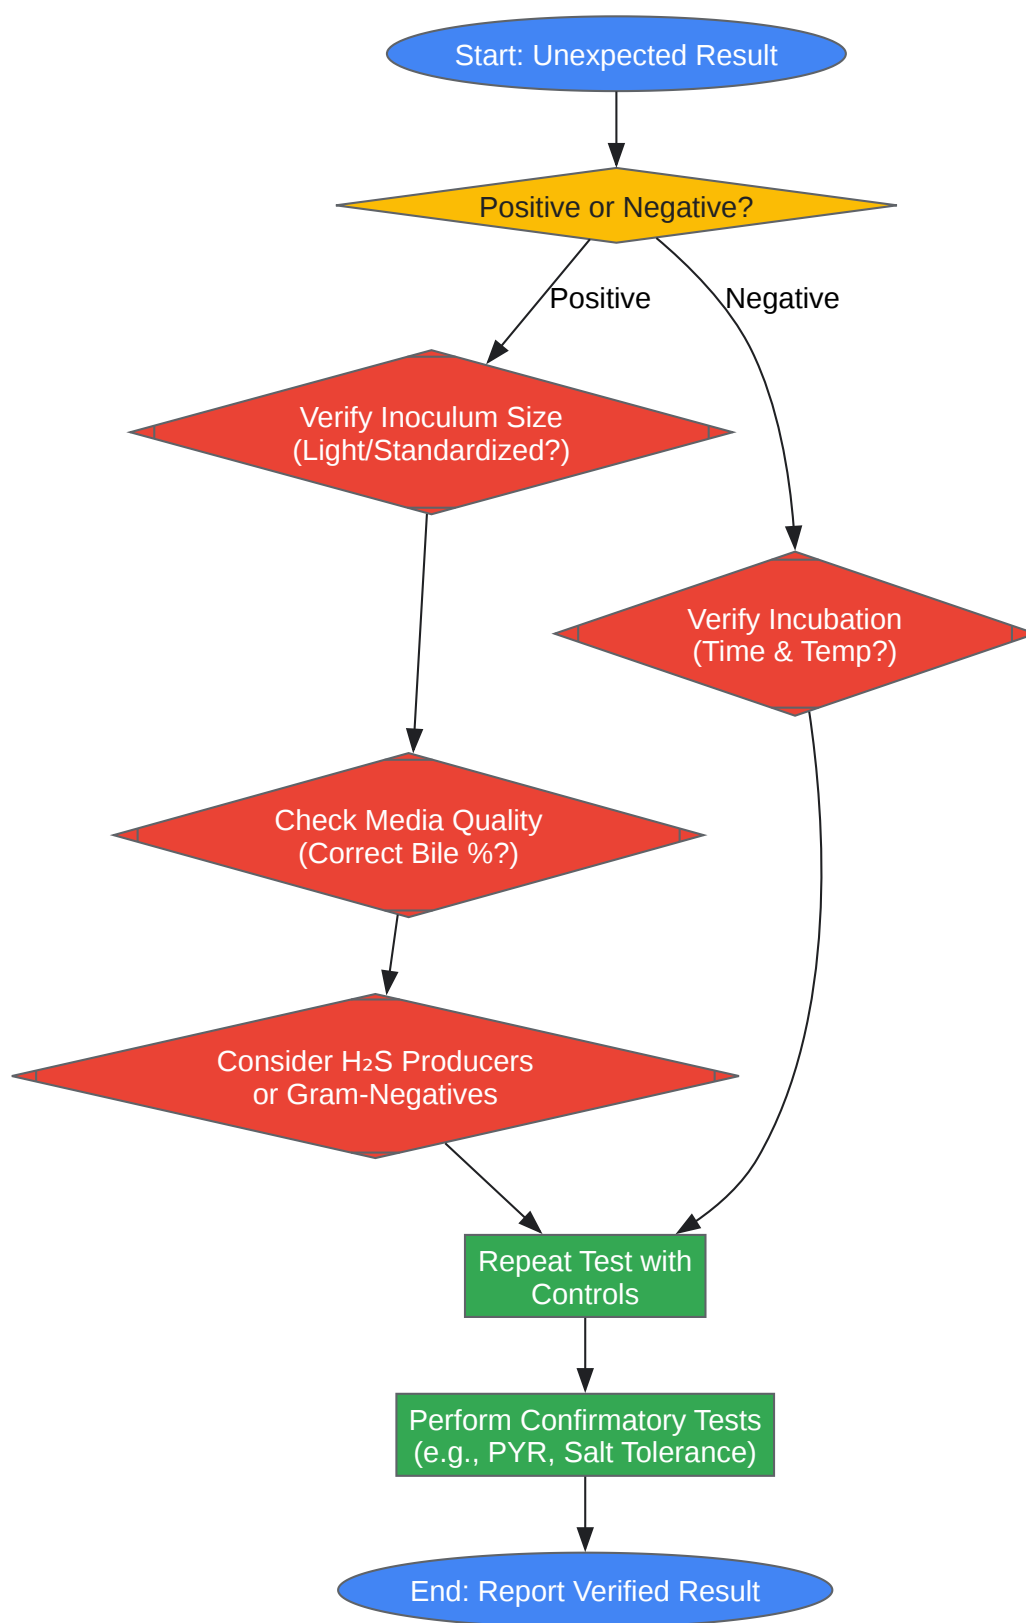 Start: Unexpected Result
Positive or Negative?
Positive
Negative
Verify Inoculum Size
(Light/Standardized?)
Verify Incubation
(Time & Temp?)
Check Media Quality
(Correct Bile %?)
Consider H₂S Producers
or Gram-Negatives
Repeat Test with
Controls
Perform Confirmatory Tests
(e.g., PYR, Salt Tolerance)
End: Report Verified Result